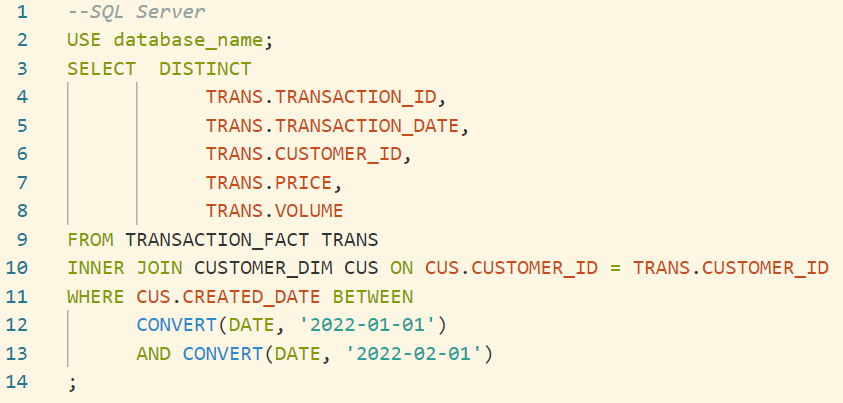 1 --SQL Server
2 USE database_name;
3 SELECT  DISTINCT
4             TRANS.TRANSACTION_ID,
5             TRANS.TRANSACTION_DATE,
6             TRANS.CUSTOMER_ID,
7             TRANS.PRICE,
8             TRANS.VOLUME
9 FROM TRANSACTION_FACT TRANS
10 INNER JOIN CUSTOMER_DIM CUS ON CUS.CUSTOMER_ID = TRANS.CUSTOMER_ID
11 WHERE CUS.CREATED_DATE BETWEEN
12       CONVERT(DATE, '2022-01-01')
13       AND CONVERT(DATE, '2022-02-01')
14 ;